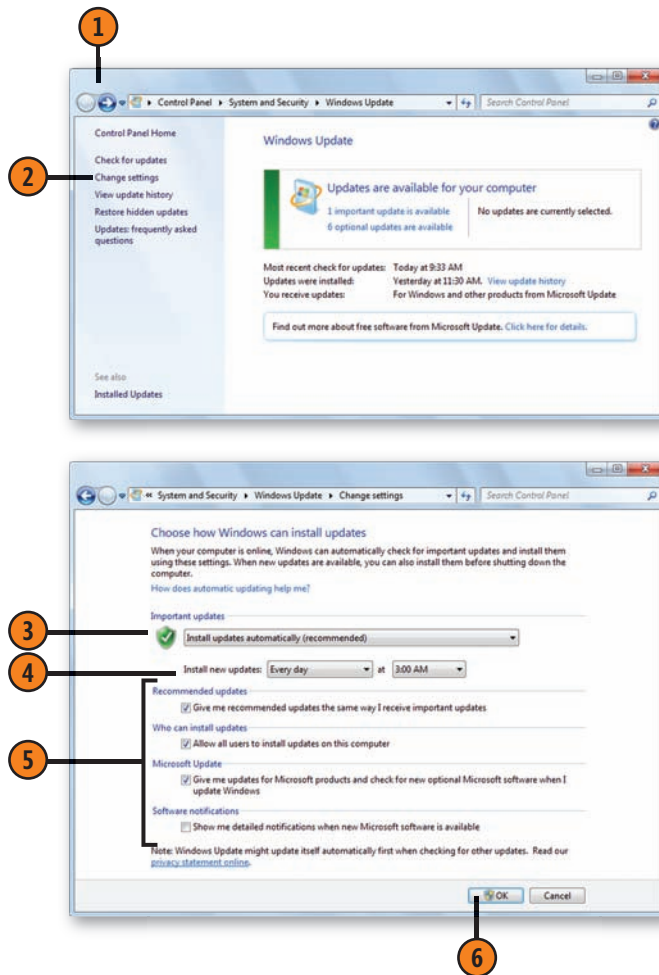 1
Control Panel ▸ System and Security ▸ Windows Update
Search Control Panel
Control Panel Home
2
Check for updates
Change settings
View update history
Restore hidden updates
Updates: frequently asked
questions
See also
Installed Updates
Windows Update
Updates are available for your computer
1 important update is available
6 optional updates are available
No updates are currently selected.
Most recent check for updates: Today at 9:33 AM
Updates were installed: Yesterday at 11:30 AM. View update history
You receive updates: For Windows and other products from Microsoft Update
Find out more about free software from Microsoft Update. Click here for details.
« System and Security ▸ Windows Update ▸ Change settings
Search Control Panel
Choose how Windows can install updates
When your computer is online, Windows can automatically check for important updates and install them
using these settings. When new updates are available, you can also install them before shutting down the
computer.
How does automatic updating help me?
Important updates
3
Install updates automatically (recommended)
4
Install new updates: Every day at 3:00 AM
5
Recommended updates
Give me recommended updates the same way I receive important updates
Who can install updates
Allow all users to install updates on this computer
Microsoft Update
Give me updates for Microsoft products and check for new optional Microsoft software when I
update Windows
Software notifications
Show me detailed notifications when new Microsoft software is available
Note: Windows Update might update itself automatically first when checking for other updates. Read our
privacy statement online.
OK Cancel
6